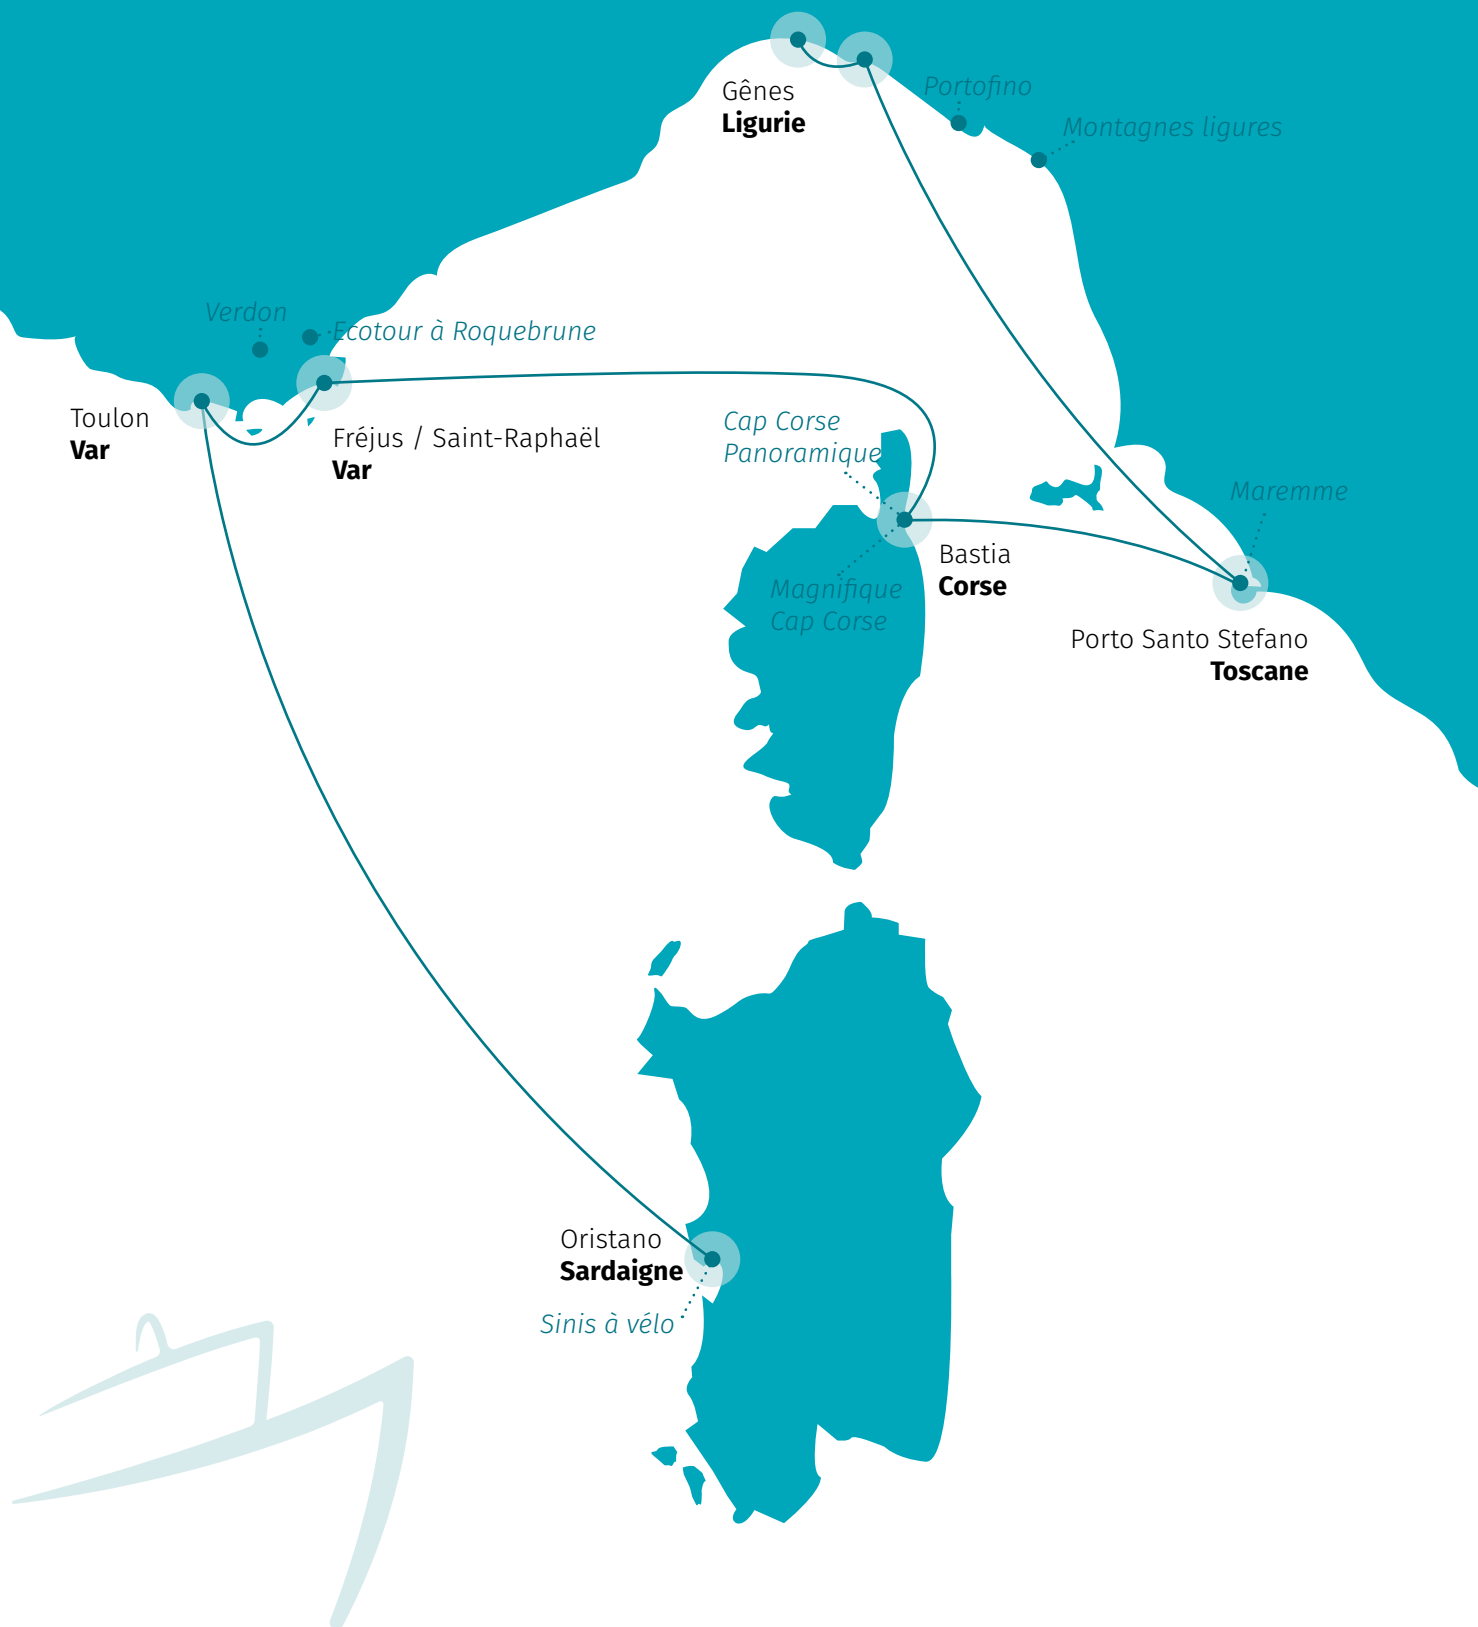 Gênes
Ligurie
Portofino
Montagnes ligures
Verdon
Ecotour à Roquebrune
Toulon
Var
Fréjus / Saint-Raphaël
Var
Cap Corse
Panoramique
Maremme
Bastia
Corse
Magnifique
Cap Corse
Porto Santo Stefano
Toscane
Oristano
Sardaigne
Sinis à vélo